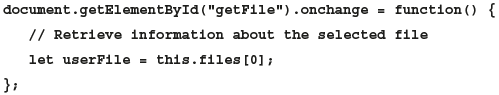 document.getElementById("getFile").onchange = function() {
   // Retrieve information about the selected file
   let userFile = this.files[0];
};